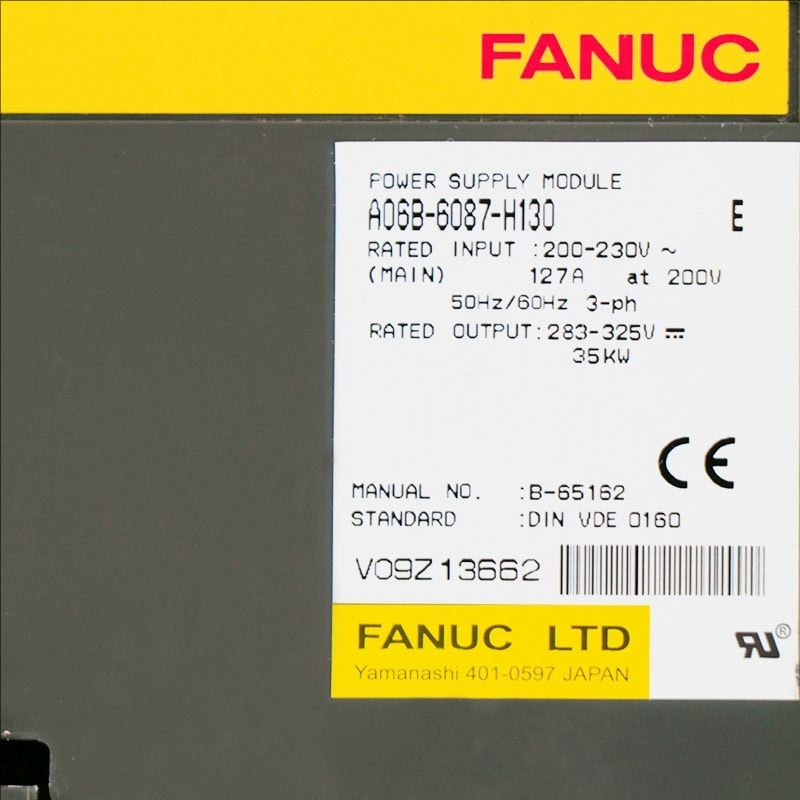 FANUC
POWER SUPPLY MODULE
A06B-6087-H130 E
RATED INPUT :200-230V ~
(MAIN) 127A at 200V
50Hz/60Hz 3-ph
RATED OUTPUT:283-325V ⎓
35KW
CE
MANUAL NO. :B-65162
STANDARD :DIN VDE 0160
V09Z13662
FANUC LTD
Yamanashi 401-0597 JAPAN
RU®